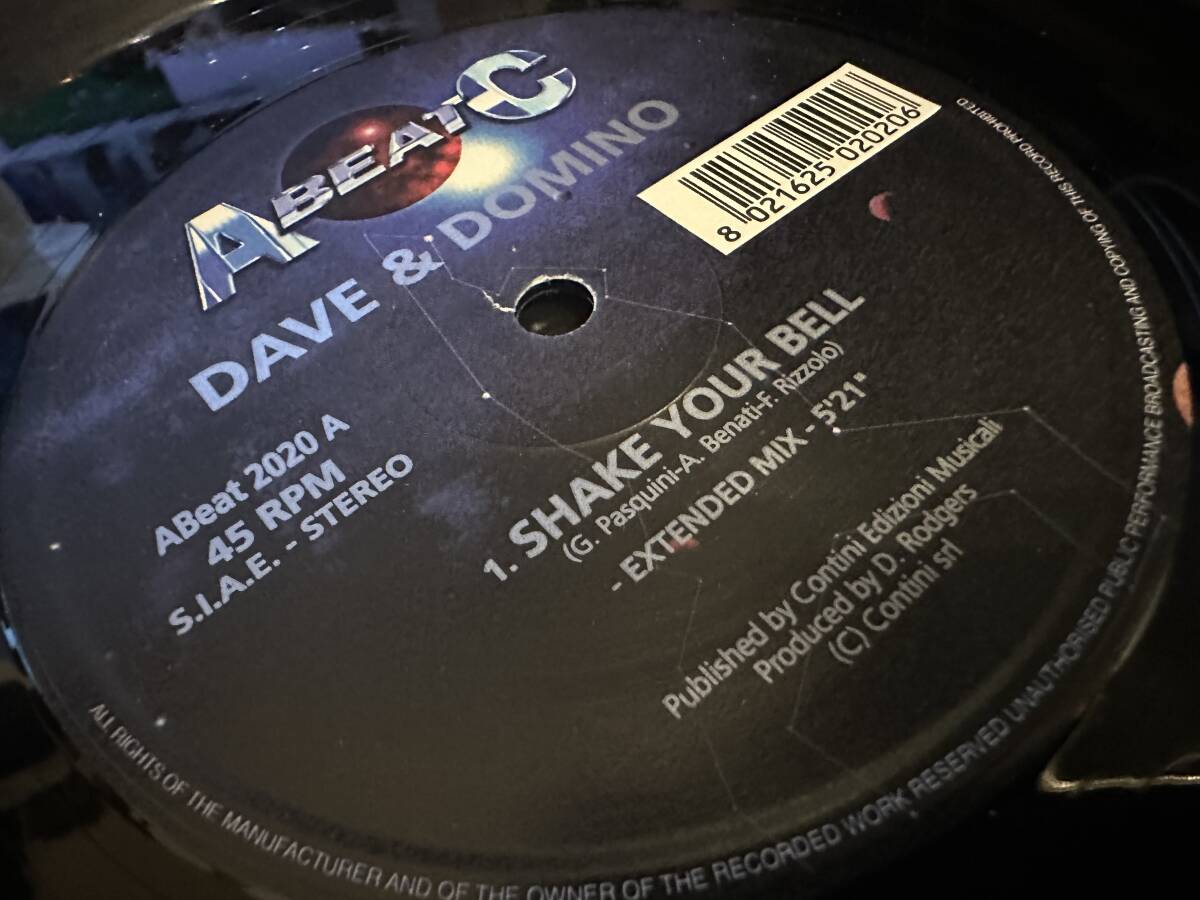 ABEATC
DAVE & DOMINO
8 021625 020206
ABeat 2020 A
45 RPM
S.I.A.E. - STEREO
1. SHAKE YOUR BELL
(G. Pasquini-A. Benati-F. Rizzolo)
- EXTENDED MIX - 5'21"
Published by Contini Edizioni Musicali
Produced by D. Rodgers
(C) Contini srl
ALL RIGHTS OF THE MANUFACTURER AND OF THE OWNER OF THE RECORDED WORK RESERVED UNAUTHORISED PUBLIC PERFORMANCE BROADCASTING AND COPYING OF THIS RECORD PROHIBITED